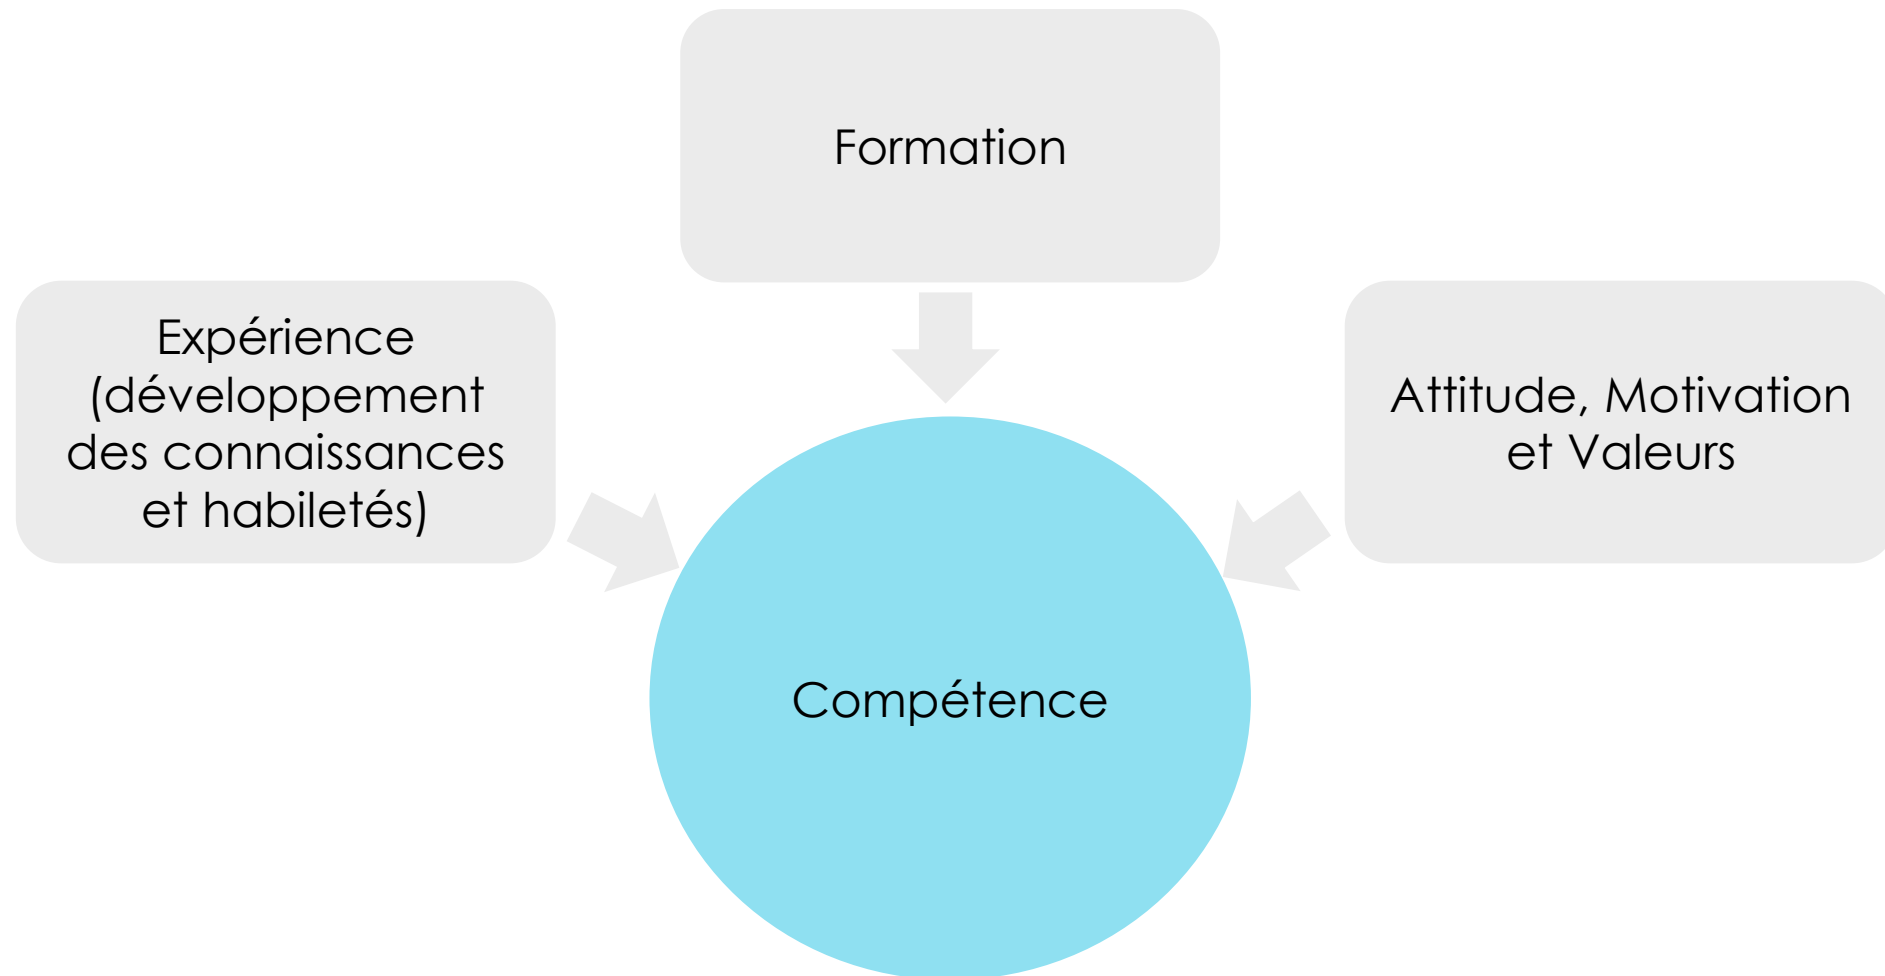 Formation
Expérience
(développement
des connaissances
et habiletés)
Attitude, Motivation
et Valeurs
Compétence